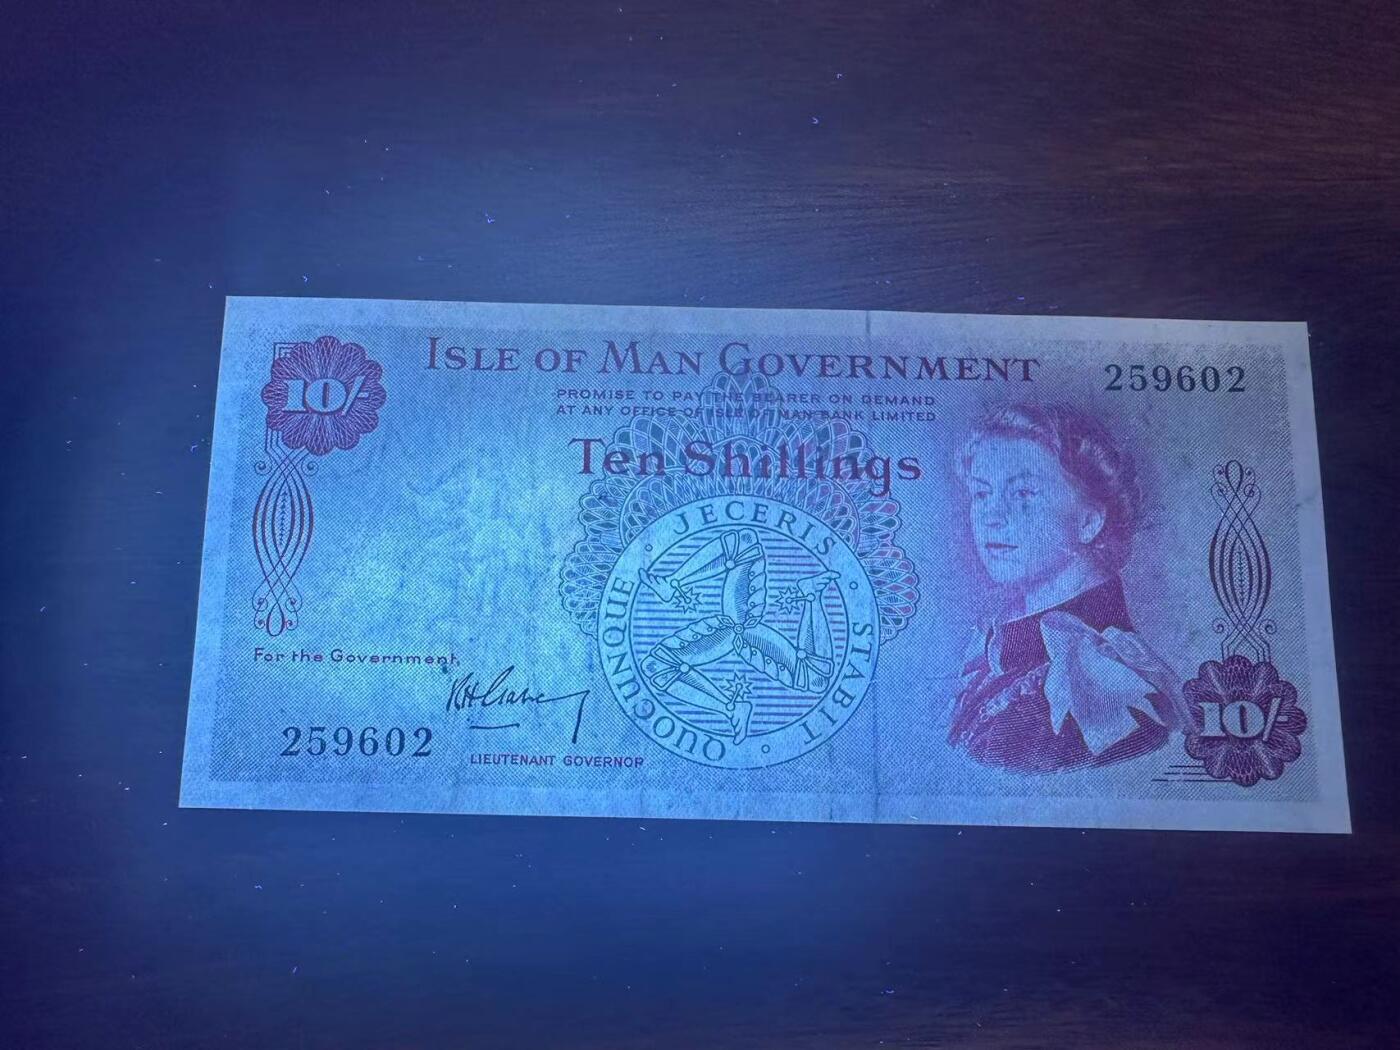 10/-
ISLE OF MAN GOVERNMENT
259602
PROMISE TO PAY THE BEARER ON DEMAND
AT ANY OFFICE OF ISLE OF MAN BANK LIMITED
Ten Shillings
QUOCUNQUE · JECERIS · STABIT ·
For the Government,
259602
LIEUTENANT GOVERNOR
10/-